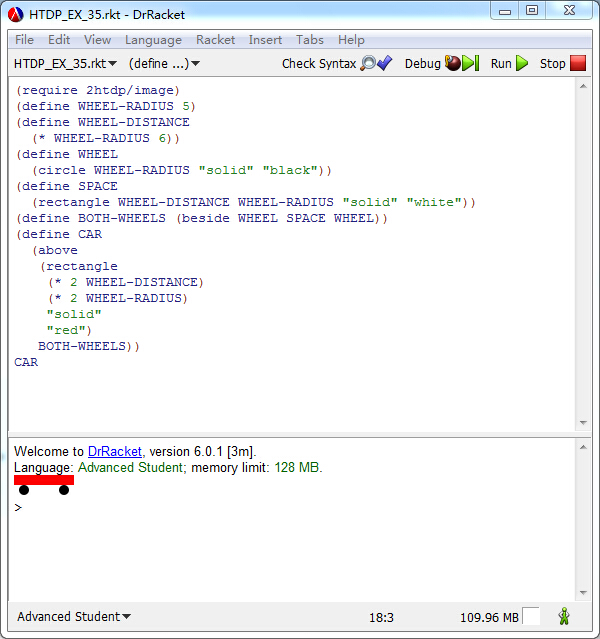 HTDP_EX_35.rkt - DrRacket
File Edit View Language Racket Insert Tabs Help
HTDP_EX_35.rkt (define ...) Check Syntax Debug Run Stop
(require 2htdp/image)
(define WHEEL-RADIUS 5)
(define WHEEL-DISTANCE
  (* WHEEL-RADIUS 6))
(define WHEEL
  (circle WHEEL-RADIUS "solid" "black"))
(define SPACE
  (rectangle WHEEL-DISTANCE WHEEL-RADIUS "solid" "white"))
(define BOTH-WHEELS (beside WHEEL SPACE WHEEL))
(define CAR
  (above
   (rectangle
    (* 2 WHEEL-DISTANCE)
    (* 2 WHEEL-RADIUS)
    "solid"
    "red")
   BOTH-WHEELS))
CAR
Welcome to DrRacket, version 6.0.1 [3m].
Language: Advanced Student; memory limit: 128 MB.
>
Advanced Student 18:3 109.96 MB